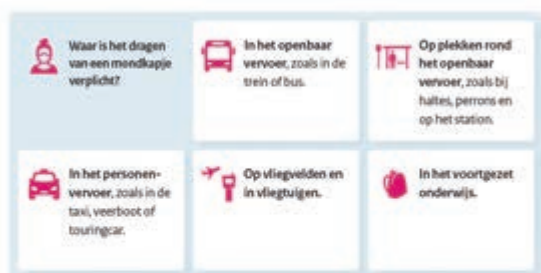 Waar is het dragen
van een mondkapje
verplicht?
In het openbaar
vervoer, zoals in de
trein of bus.
Op plekken rond
het openbaar
vervoer, zoals bij
haltes, perrons en
op het station.
In het personen-
vervoer, zoals in de
taxi, veerboot of
touringcar.
Op vliegvelden en
in vliegtuigen.
In het voortgezet
onderwijs.